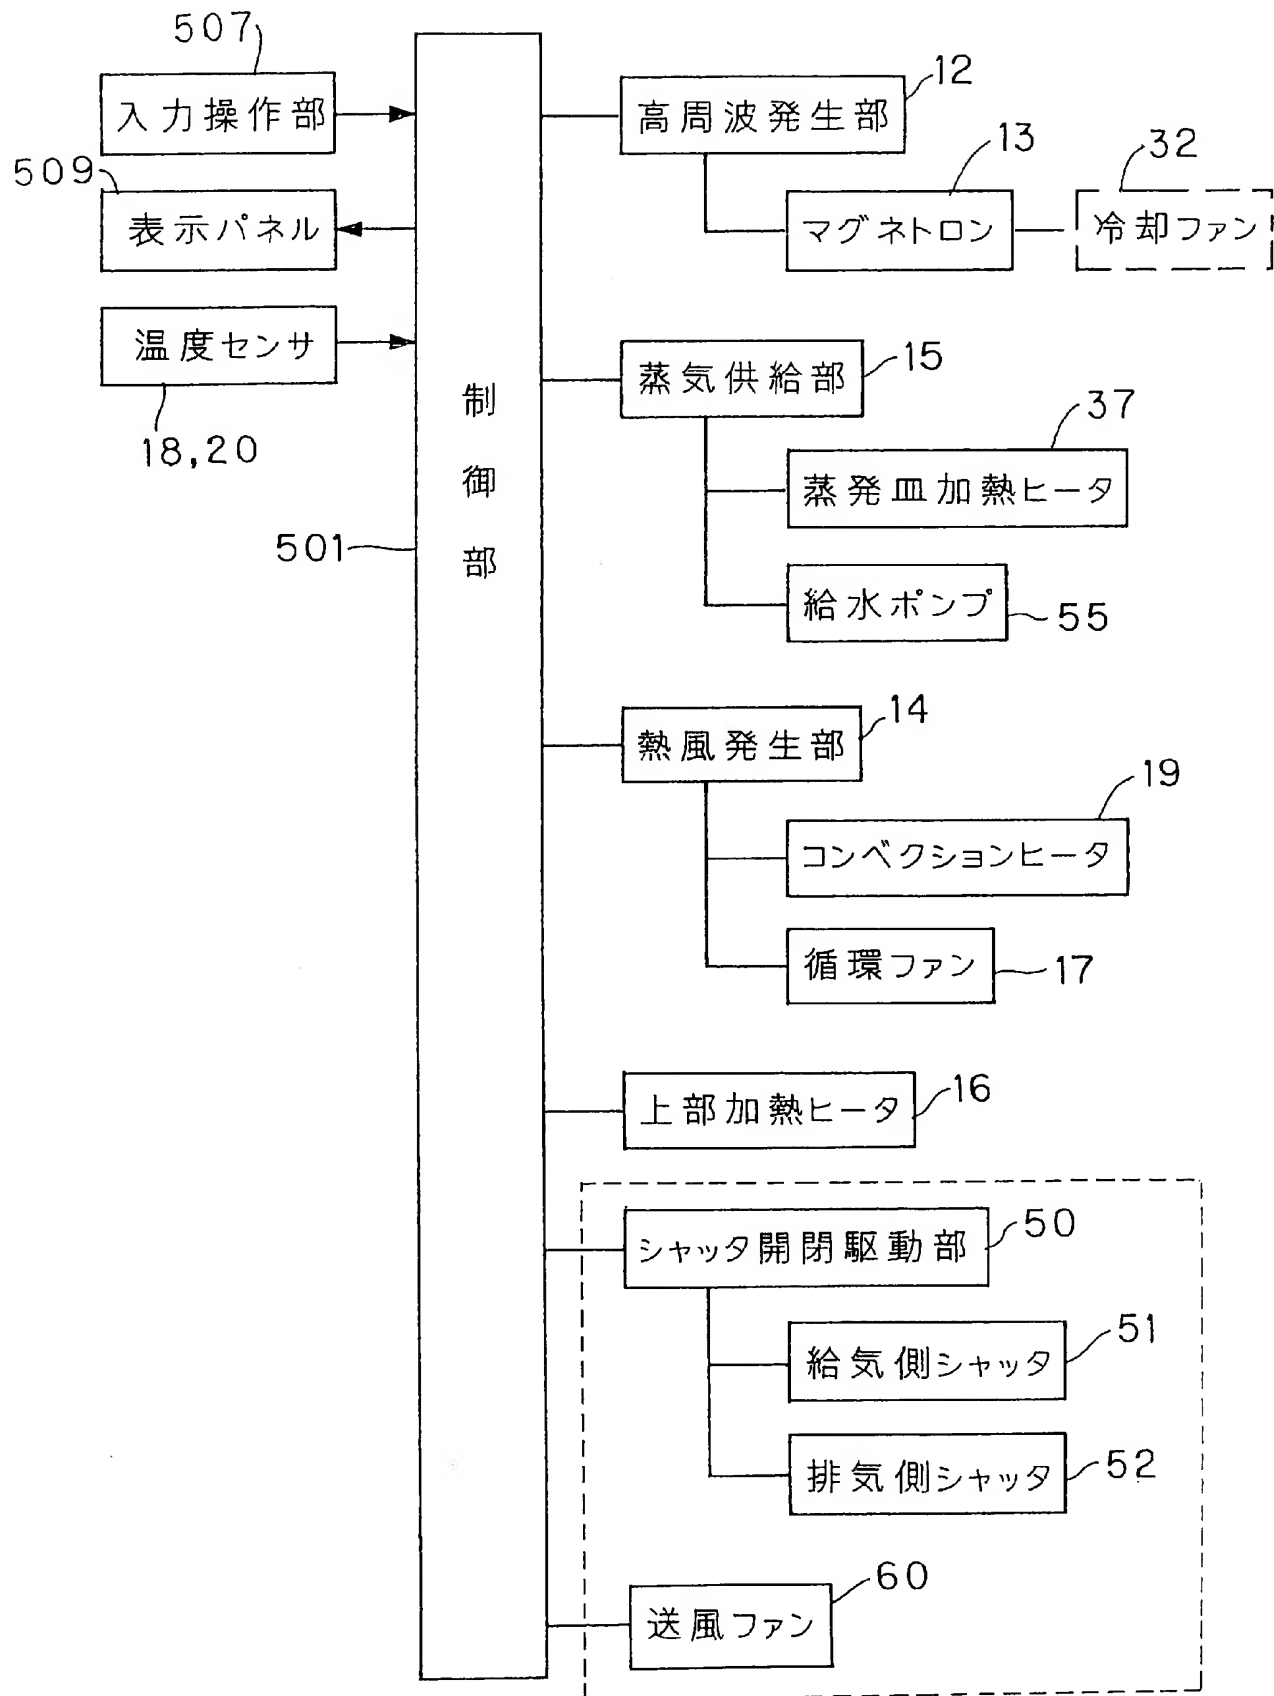 507
入力操作部
509
表示パネル
温度センサ
18,20
制御部
501
12
高周波発生部
13
マグネトロン
32
冷却ファン
15
蒸気供給部
37
蒸発皿加熱ヒータ
給水ポンプ
55
14
熱風発生部
19
コンベクションヒータ
循環ファン
17
上部加熱ヒータ
16
シャッタ開閉駆動部
50
給気側シャッタ
51
排気側シャッタ
52
送風ファン
60